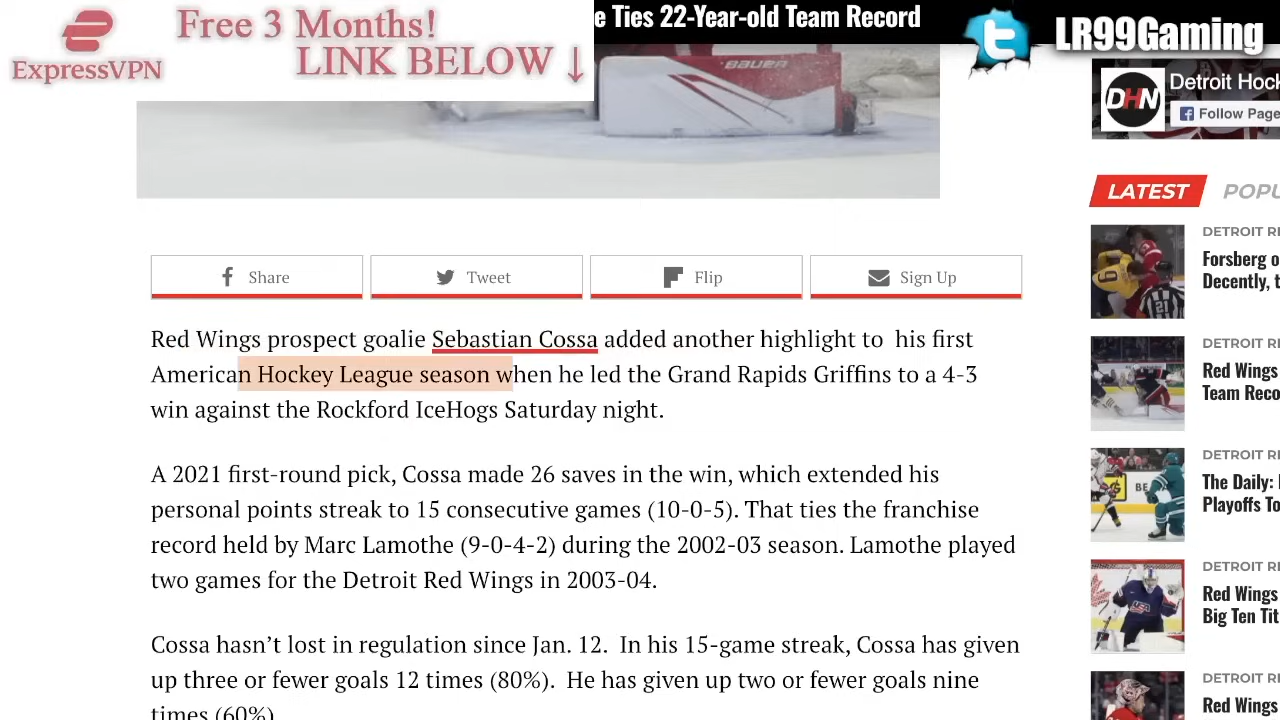 ExpressVPN
Free 3 Months!
LINK BELOW ↓
e Ties 22-Year-old Team Record
LR99Gaming
BAUER
DHN
Detroit Hock
Follow Page
LATEST
POPU
Share
Tweet
Flip
Sign Up
Red Wings prospect goalie Sebastian Cossa added another highlight to his first
American Hockey League season when he led the Grand Rapids Griffins to a 4-3
win against the Rockford IceHogs Saturday night.
A 2021 first-round pick, Cossa made 26 saves in the win, which extended his
personal points streak to 15 consecutive games (10-0-5). That ties the franchise
record held by Marc Lamothe (9-0-4-2) during the 2002-03 season. Lamothe played
two games for the Detroit Red Wings in 2003-04.
Cossa hasn't lost in regulation since Jan. 12. In his 15-game streak, Cossa has given
up three or fewer goals 12 times (80%). He has given up two or fewer goals nine
times (60%)
DETROIT RE
Forsberg o
Decently, t
9
21
DETROIT RE
Red Wings
Team Reco
DETROIT RE
The Daily:
Playoffs To
DETROIT RE
Red Wings
Big Ten Tit
DETROIT RE
Red Wings